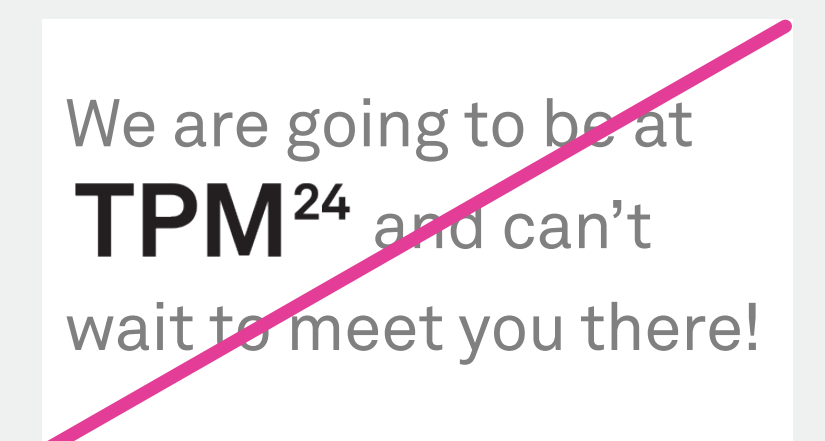 We are going to be at
TPM24 and can’t
wait to meet you there!